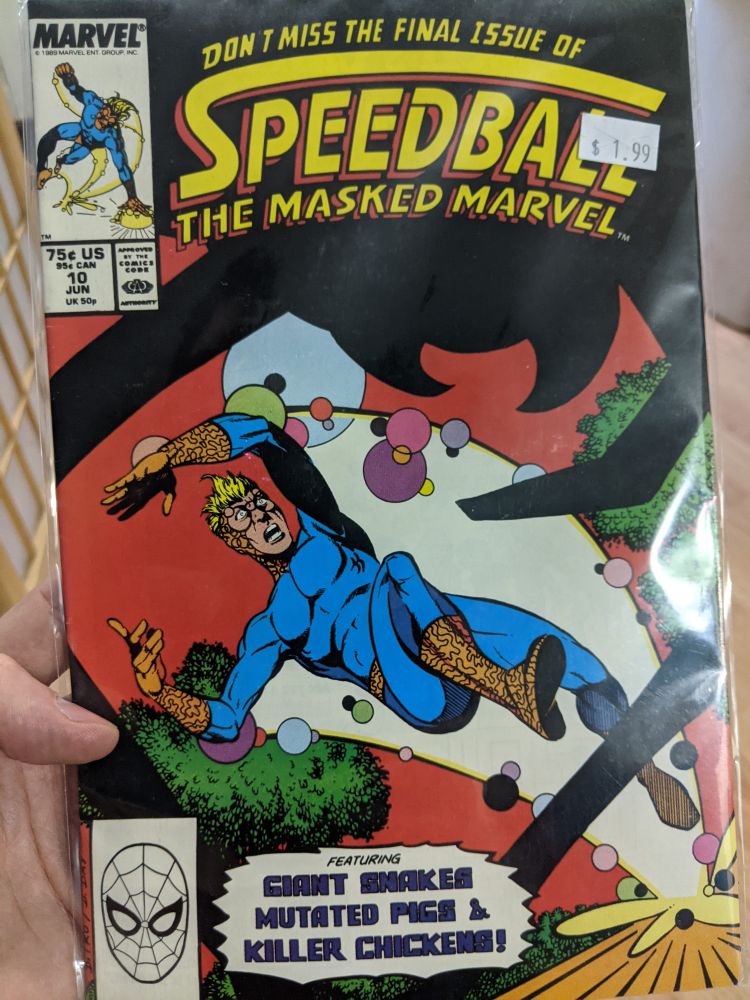 MARVEL®
© 1989 MARVEL ENT. GROUP, INC.
DON'T MISS THE FINAL ISSUE OF
SPEEDBALL
$ 1.99
THE MASKED MARVEL
TM
TM
75¢ US
95¢ CAN
10
JUN
UK 50p
APPROVED
BY THE
COMICS
CODE
CA
AUTHORITY
FEATURING
GIANT SNAKES
MUTATED PIGS &
KILLER CHICKENS!